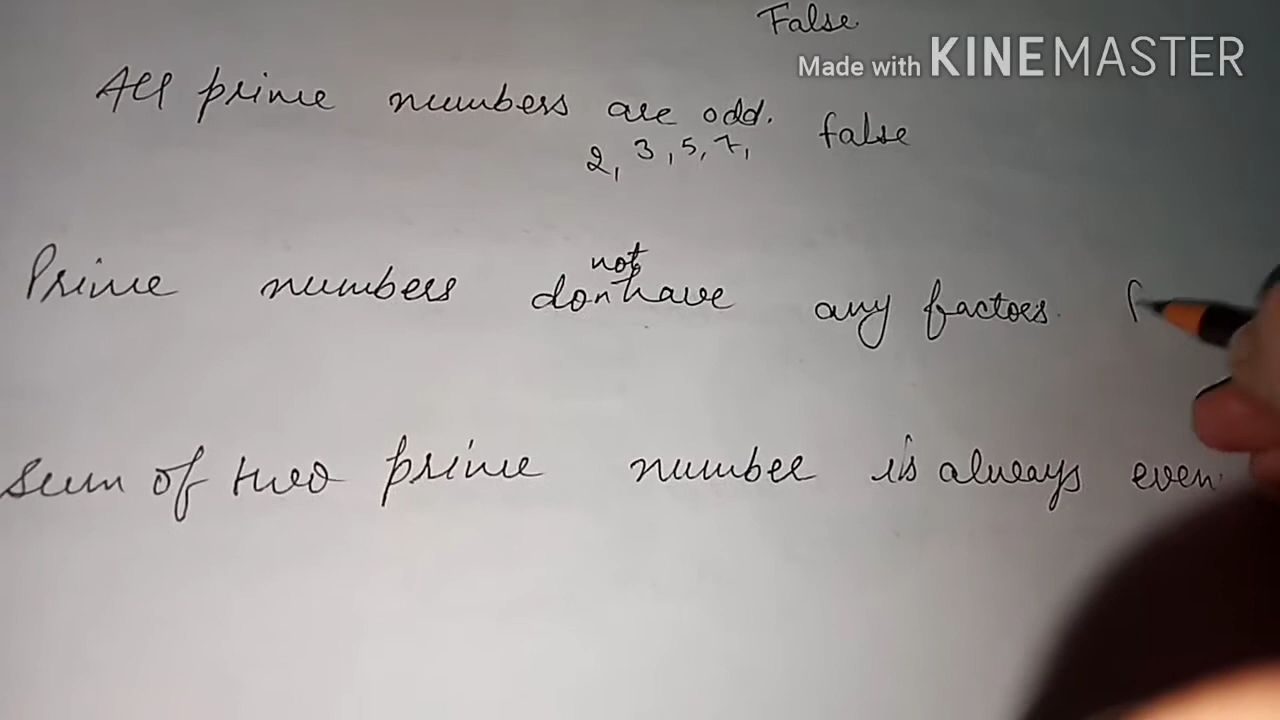 False
Made with KINEMASTER
All prime numbers are odd. false
2, 3, 5, 7,
not
Prime numbers don have any factors.
sum of two prime number is always even.